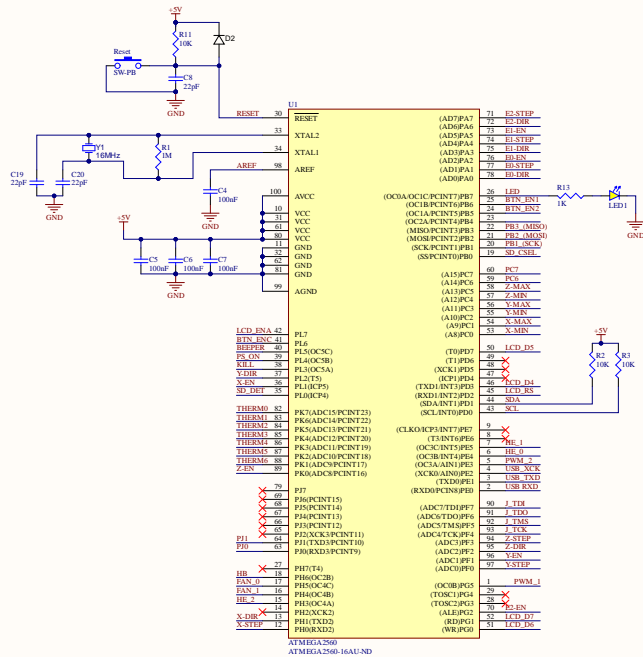 +5V
R11
10K
D2
Reset
SW-PB
C8
22pF
GND
U1
RESET 30 RESET
33 XTAL2
Y1
16MHz
R1
1M
34 XTAL1
C19
22pF
C20
22pF
GND
AREF 98 AREF
C4
100nF
GND
100 AVCC
+5V
10 VCC
31 VCC
61 VCC
80 VCC
11 GND
32 GND
62 GND
81 GND
99 AGND
C5
100nF
C6
100nF
C7
100nF
GND
LCD_ENA 42 PL7
BTN_ENC 41 PL6
BEEPER 40 PL5(OC5C)
PS_ON 39 PL4(OC5B)
KILL 38 PL3(OC5A)
Y-DIR 37 PL2(T5)
X-EN 36 PL1(ICP5)
SD_DET 35 PL0(ICP4)
THERM0 82 PK7(ADC15/PCINT23)
THERM1 83 PK6(ADC14/PCINT22)
THERM2 84 PK5(ADC13/PCINT21)
THERM3 85 PK4(ADC12/PCINT20)
THERM4 86 PK3(ADC11/PCINT19)
THERM5 87 PK2(ADC10/PCINT18)
THERM6 88 PK1(ADC9/PCINT17)
Z-EN 89 PK0(ADC8/PCINT16)
79 PJ7
69 PJ6(PCINT15)
68 PJ5(PCINT14)
67 PJ4(PCINT13)
66 PJ3(PCINT12)
65 PJ2(XCK3/PCINT11)
PJ1 64 PJ1(TXD3/PCINT10)
PJ0 63 PJ0(RXD3/PCINT9)
27 PH7(T4)
HB 18 PH6(OC2B)
FAN_0 17 PH5(OC4C)
FAN_1 16 PH4(OC4B)
HE_2 15 PH3(OC4A)
14 PH2(XCK2)
X-DIR 13 PH1(TXD2)
X-STEP 12 PH0(RXD2)
(AD7)PA7 71 E2-STEP
(AD6)PA6 72 E2-DIR
(AD5)PA5 73 E1-EN
(AD4)PA4 74 E1-STEP
(AD3)PA3 75 E1-DIR
(AD2)PA2 76 E0-EN
(AD1)PA1 77 E0-STEP
(AD0)PA0 78 E0-DIR
(OC0A/OC1C/PCINT7)PB7 26 LED
(OC1B/PCINT6)PB6 25 BTN_EN1
(OC1A/PCINT5)PB5 24 BTN_EN2
(OC2A/PCINT4)PB4 23
(MISO/PCINT3)PB3 22 PB3_(MISO)
(MOSI/PCINT2)PB2 21 PB2_(MOSI)
(SCK/PCINT1)PB1 20 PB1_(SCK)
(SS/PCINT0)PB0 19 SD_CSEL
R13
1K
LED1
GND
(A15)PC7 60 PC7
(A14)PC6 59 PC6
(A13)PC5 58 Z-MAX
(A12)PC4 57 Z-MIN
(A11)PC3 56 Y-MAX
(A10)PC2 55 Y-MIN
(A9)PC1 54 X-MAX
(A8)PC0 53 X-MIN
+5V
R2
10K
R3
10K
(T0)PD7 50 LCD_D5
(T1)PD6 49
(XCK1)PD5 48
(ICP1)PD4 47
(TXD1/INT3)PD3 46 LCD_D4
(RXD1/INT2)PD2 45 LCD_RS
(SDA/INT1)PD1 44 SDA
(SCL/INT0)PD0 43 SCL
(CLKO/ICP3/INT7)PE7 9
(T3/INT6)PE6 8
(OC3C/INT5)PE5 7 HE_1
(OC3B/INT4)PE4 6 HE_0
(OC3A/AIN1)PE3 5 PWM_2
(XCK0/AIN0)PE2 4 USB_XCK
(TXD0)PE1 3 USB_TXD
(RXD0/PCINT8)PE0 2 USB RXD
(ADC7/TDI)PF7 90 J_TDI
(ADC6/TDO)PF6 91 J_TDO
(ADC5/TMS)PF5 92 J_TMS
(ADC4/TCK)PF4 93 J_TCK
(ADC3)PF3 94 Z-STEP
(ADC2)PF2 95 Z-DIR
(ADC1)PF1 96 Y-EN
(ADC0)PF0 97 Y-STEP
(OC0B)PG5 1 PWM_1
(TOSC1)PG4 29
(TOSC2)PG3 28
(ALE)PG2 70 E2-EN
(RD)PG1 52 LCD_D7
(WR)PG0 51 LCD_D6
ATMEGA2560
ATMEGA2560-16AU-ND